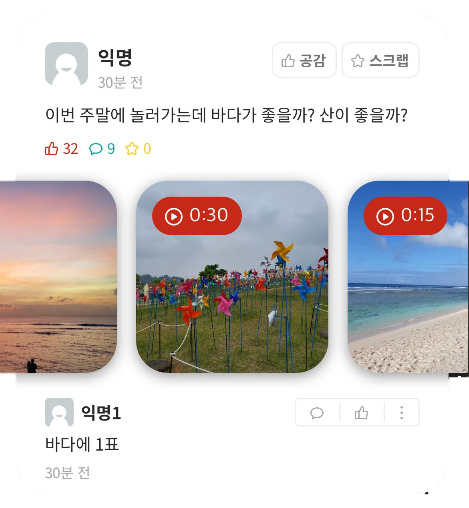 익명
30분 전
공감
스크랩
이번 주말에 놀러가는데 바다가 좋을까? 산이 좋을까?
32 9 0
0:30
0:15
익명1
바다에 1표
30분 전